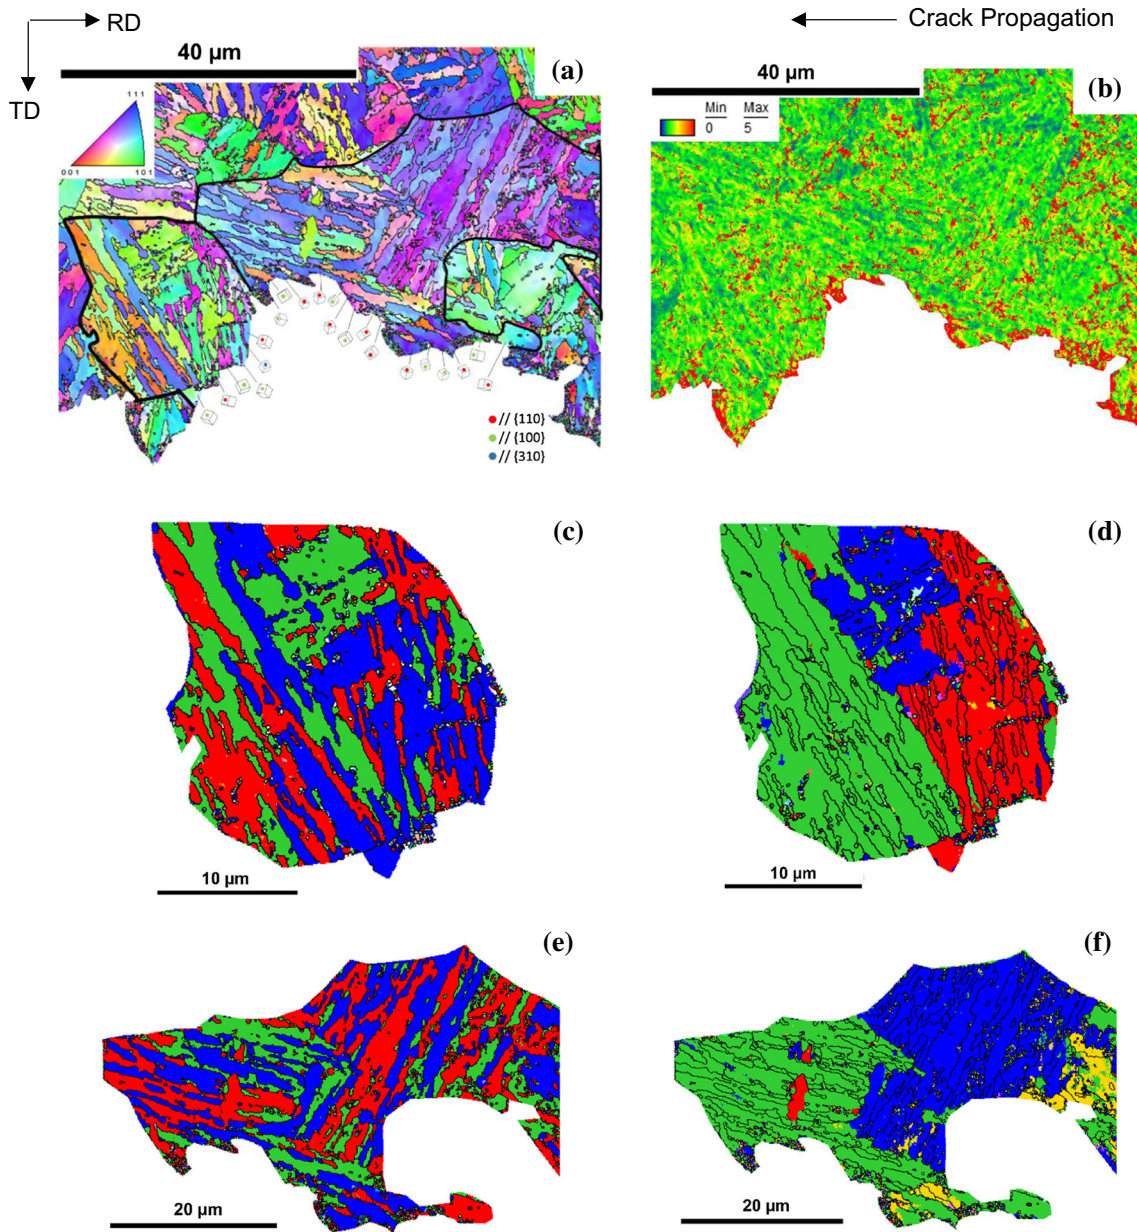 RD
TD
Crack Propagation
40 µm
(a)
111
001
101
// {110}
// {100}
// {310}
40 µm
(b)
Min Max
0 5
(c)
10 µm
(d)
10 µm
(e)
20 µm
(f)
20 µm